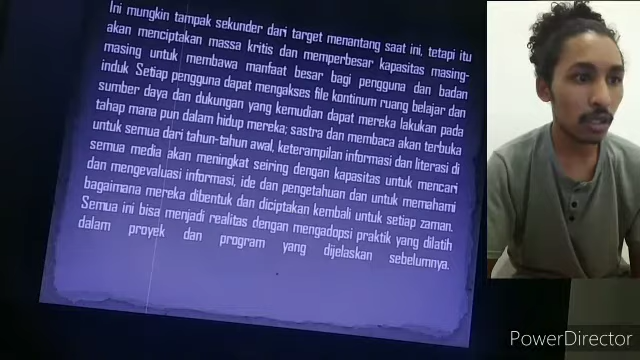 Ini mungkin tampak sekunder dari target menantang saat ini, tetapi itu
akan menciptakan massa kritis dan memperbesar kapasitas masing-
masing untuk membawa manfaat besar bagi pengguna dan badan
induk Setiap pengguna dapat mengakses file kontinum ruang belajar dan
sumber daya dan dukungan yang kemudian dapat mereka lakukan pada
tahap mana pun dalam hidup mereka; sastra dan membaca akan terbuka
untuk semua dari tahun-tahun awal, keterampilan informasi dan literasi di
semua media akan meningkat seiring dengan kapasitas untuk mencari
dan mengevaluasi informasi, ide dan pengetahuan dan untuk memahami
bagaimana mereka dibentuk dan diciptakan kembali untuk setiap zaman.
Semua ini bisa menjadi realitas dengan mengadopsi praktik yang dilatih
dalam proyek dan program yang dijelaskan sebelumnya.
PowerDirector